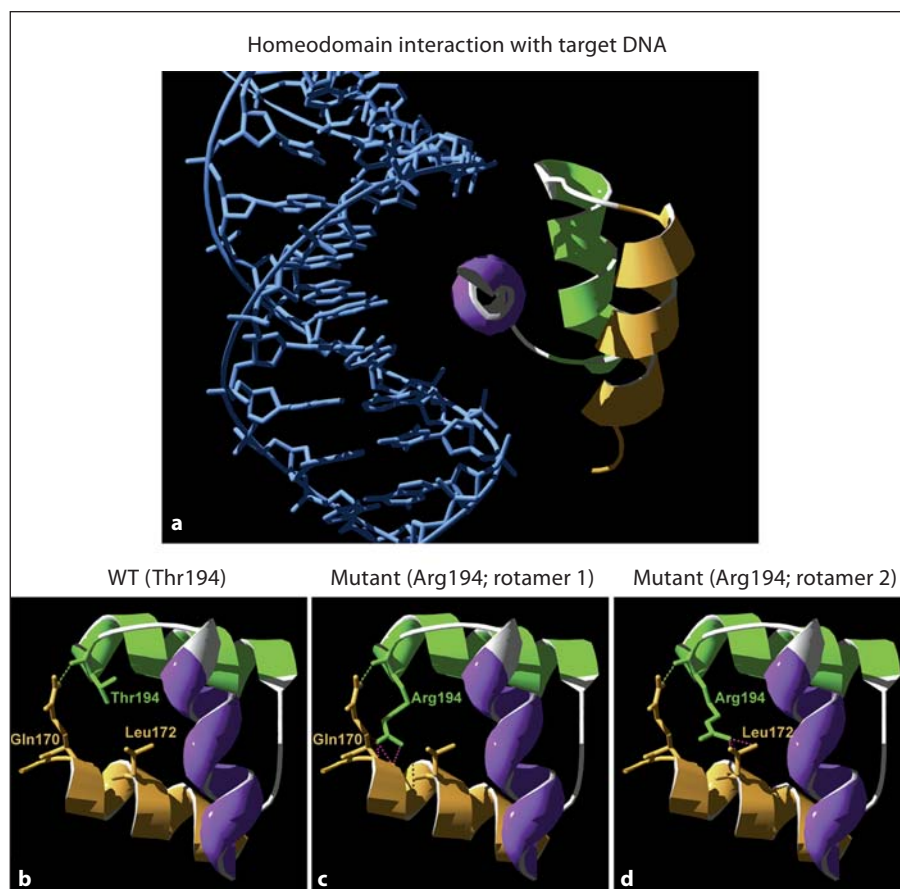 Homeodomain interaction with target DNA
a
WT (Thr194)
Mutant (Arg194; rotamer 1)
Mutant (Arg194; rotamer 2)
Thr194
Gln170
Leu172
b
Arg194
Gln170
c
Arg194
Leu172
d